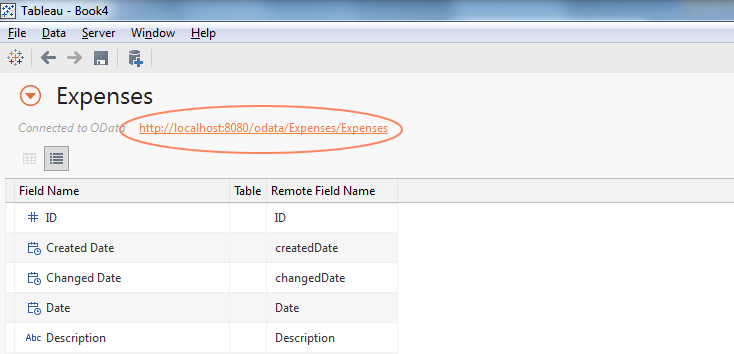 Tableau - Book4
File Data Server Window Help
Expenses
Connected to OData http://localhost:8080/odata/Expenses/Expenses
Field Name Table Remote Field Name
ID ID
Created Date createdDate
Changed Date changedDate
Date Date
Abc Description Description